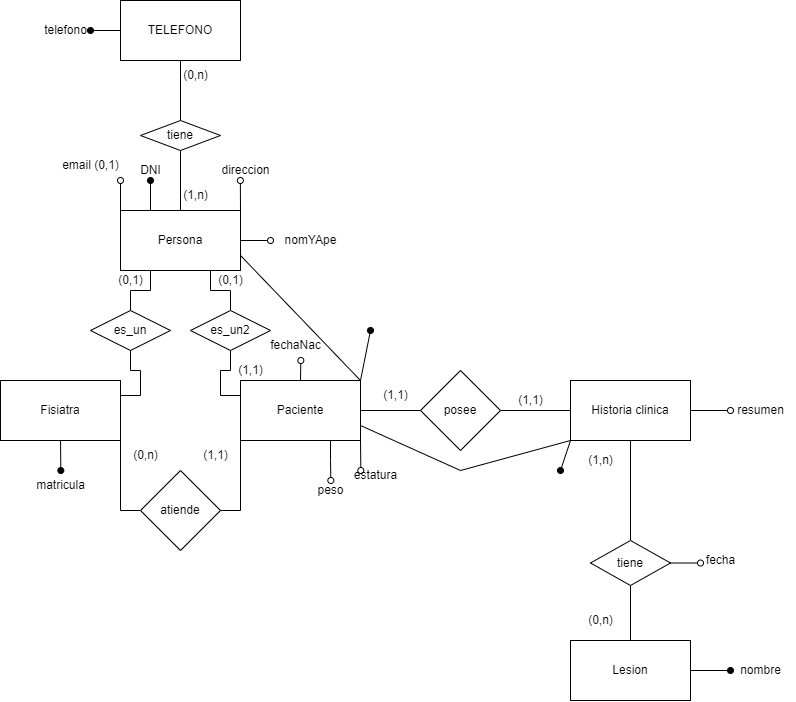 telefono
TELEFONO
(0,n)
tiene
email (0,1)
DNI
direccion
(1,n)
Persona
nomYApe
(0,1)
(0,1)
es_un
es_un2
fechaNac
(1,1)
Fisiatra
Paciente
(1,1)
posee
(1,1)
Historia clinica
resumen
(0,n)
(1,1)
(1,n)
estatura
matricula
peso
atiende
tiene
fecha
(0,n)
Lesion
nombre